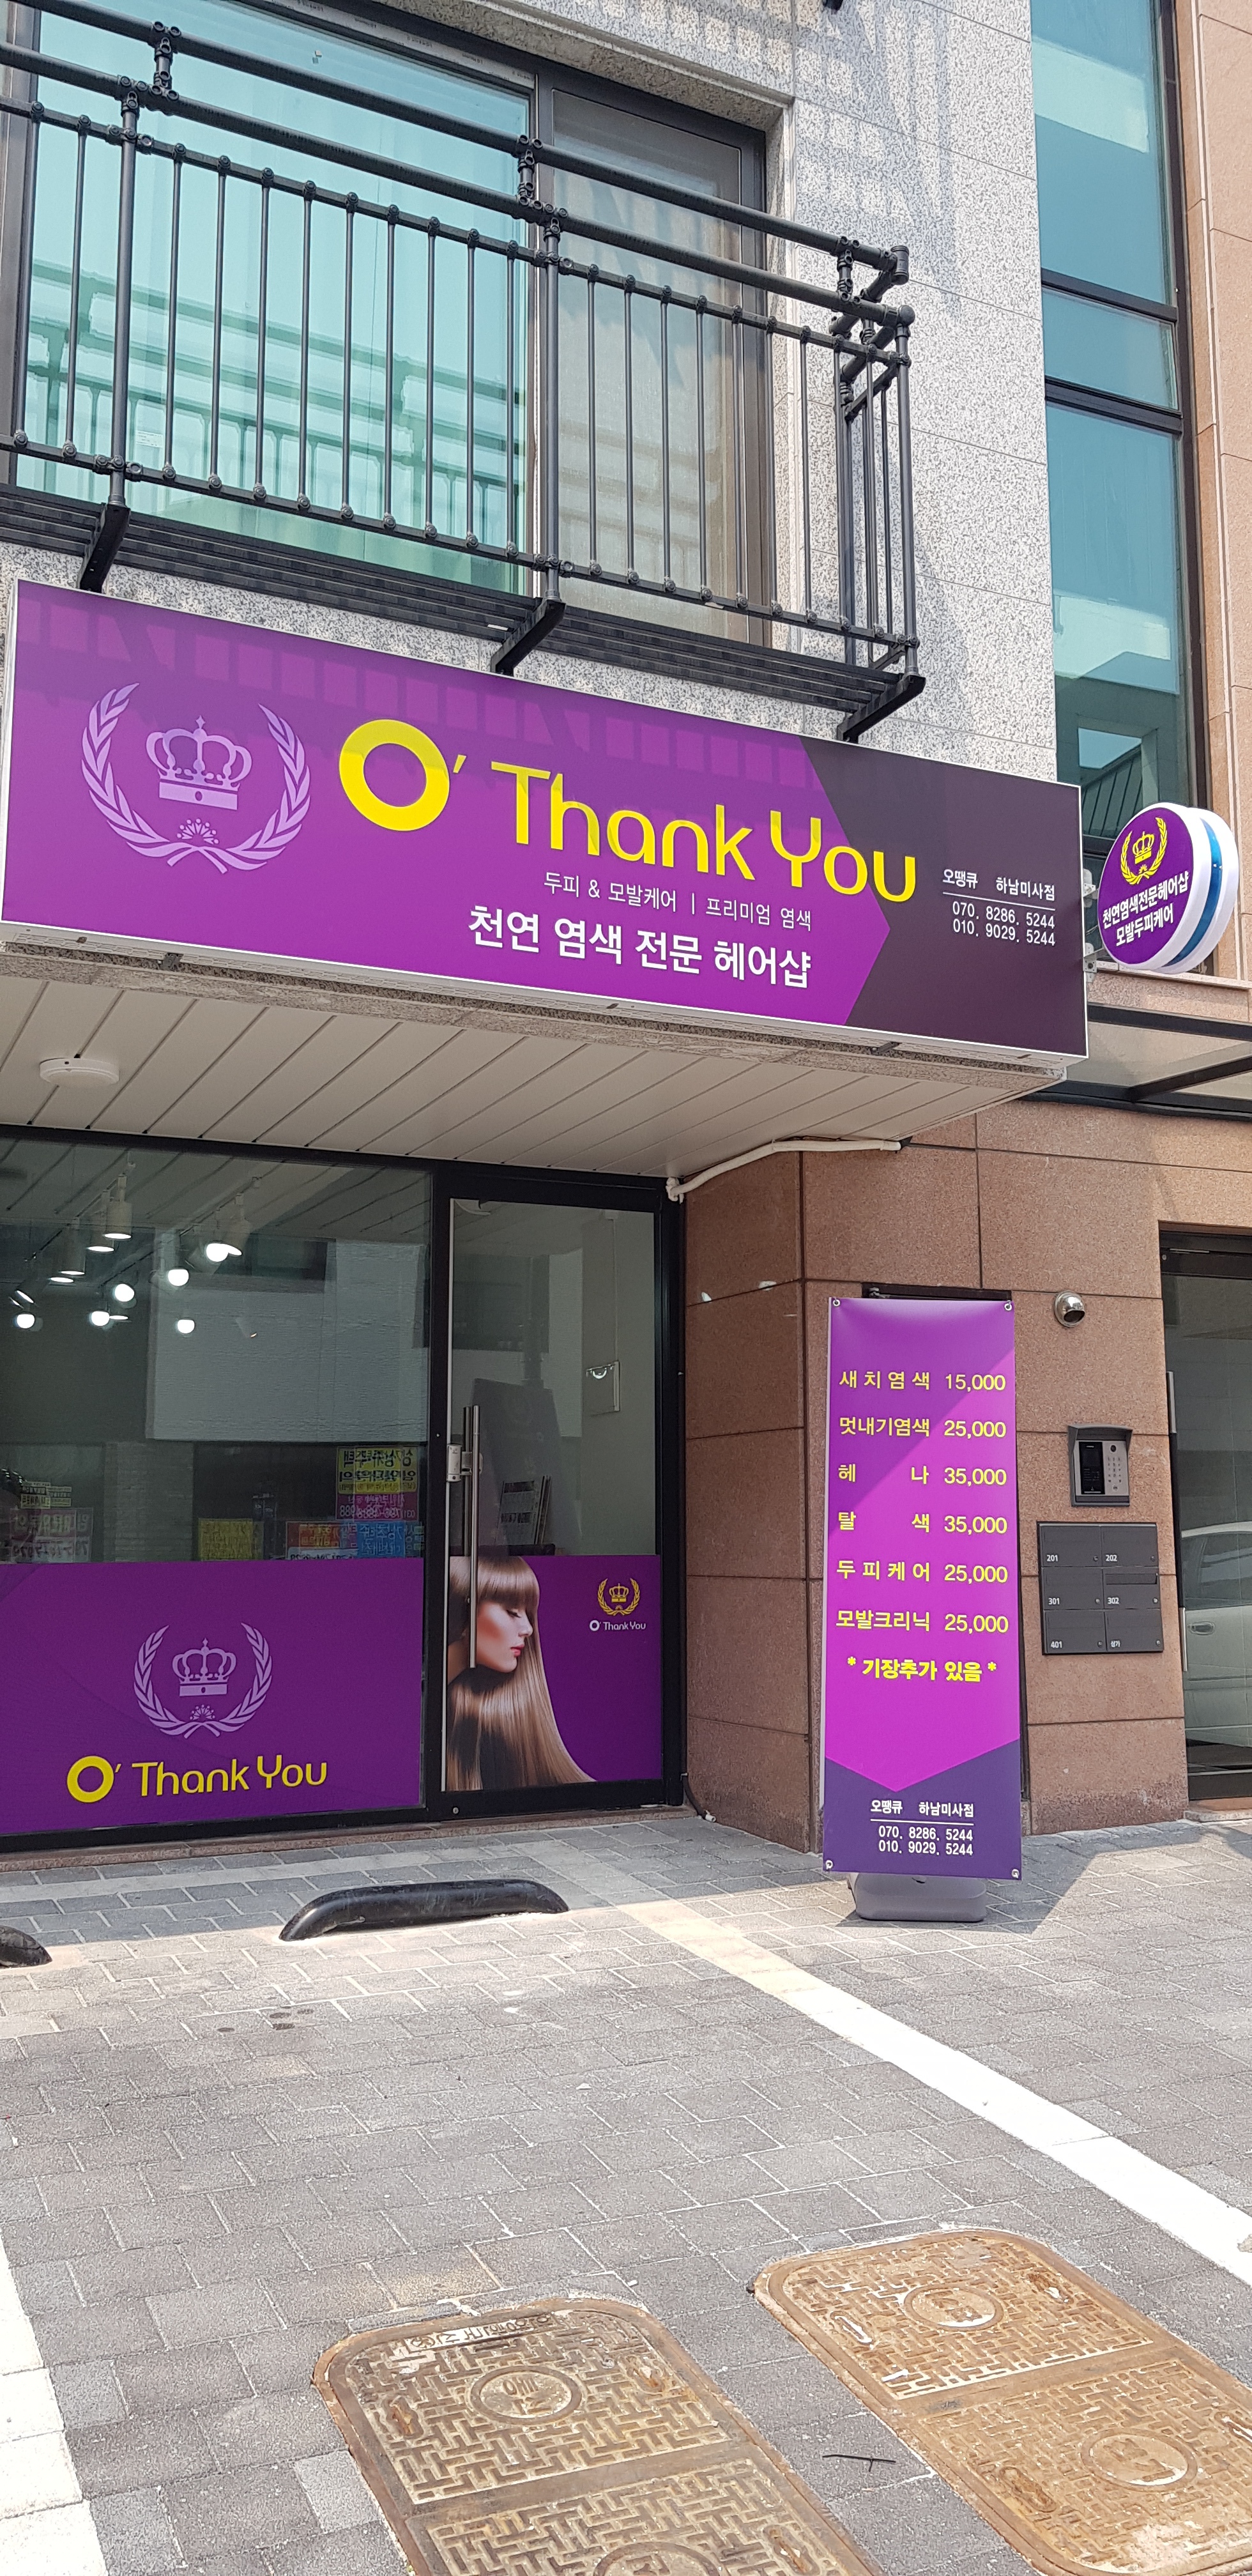 O' Thank You
두피 & 모발케어 | 프리미엄 염색
천연 염색 전문 헤어샵
오땡큐 하남미사점
070. 8286. 5244
010. 9029. 5244
천연염색전문헤어샵
모발두피케어
새치염색 15,000
멋내기염색 25,000
헤나 35,000
탈색 35,000
두피케어 25,000
모발크리닉 25,000
* 기장추가 있음 *
오땡큐 하남미사점
070. 8286. 5244
010. 9029. 5244
201 202
301 302
401 상가
O' Thank You
O' Thank You